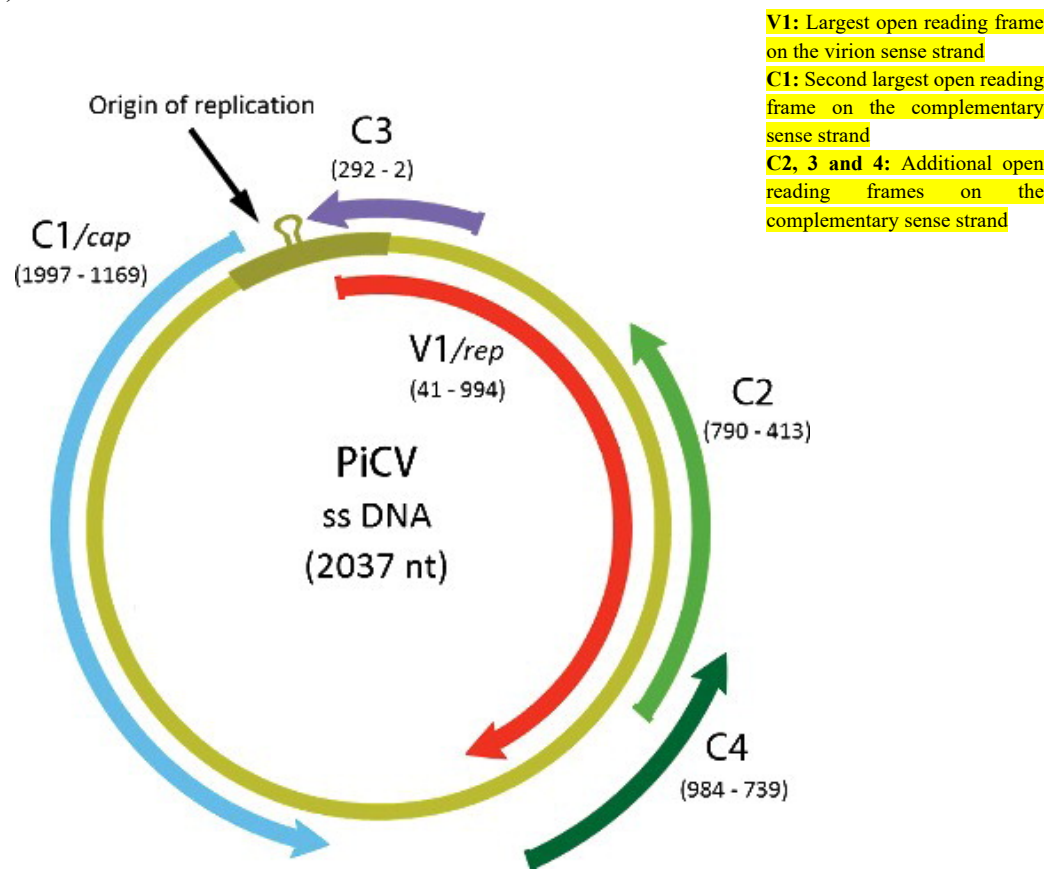 V1: Largest open reading frame
on the virion sense strand
C1: Second largest open reading
frame on the complementary
sense strand
C2, 3 and 4: Additional open
reading frames on the
complementary sense strand
Origin of replication
C3
(292 - 2)
C1/cap
(1997 - 1169)
V1/rep
(41 - 994)
C2
(790 - 413)
PiCV
ss DNA
(2037 nt)
C4
(984 - 739)